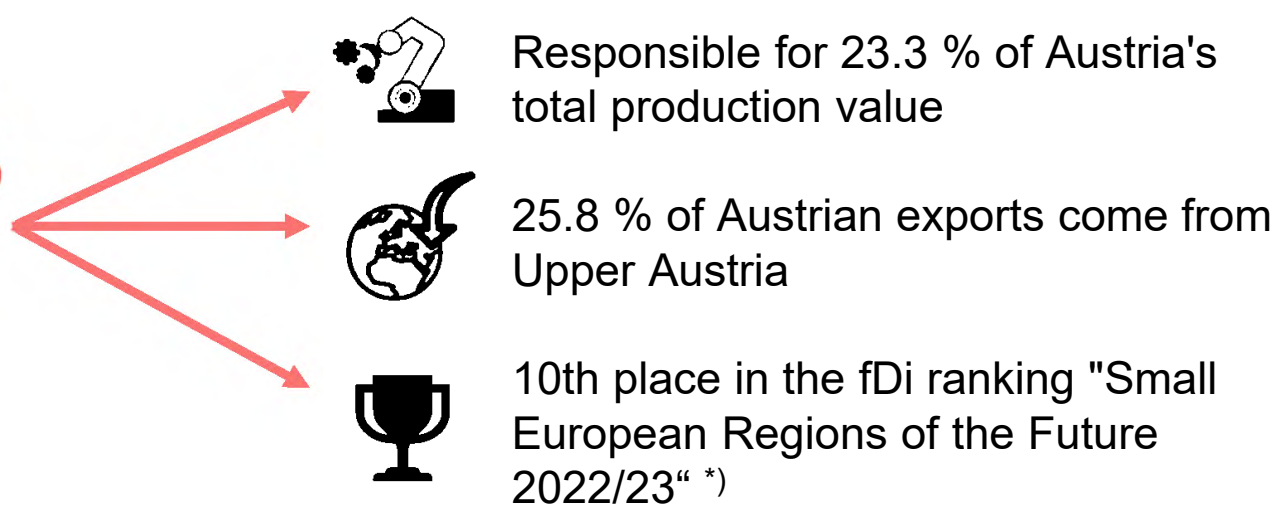 Responsible for 23.3 % of Austria's
total production value
25.8 % of Austrian exports come from
Upper Austria
10th place in the fDi ranking "Small
European Regions of the Future
2022/23“ *)